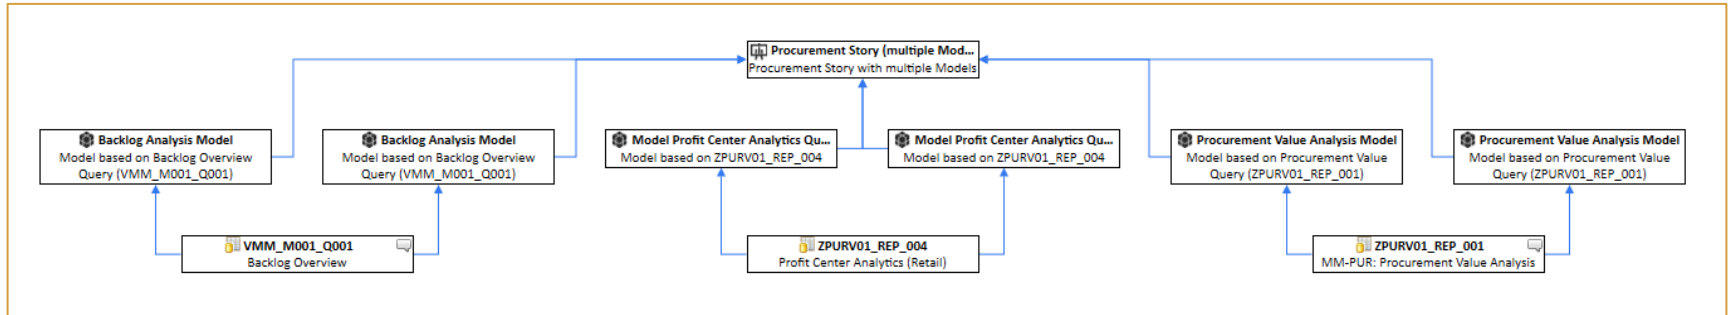 Procurement Story (multiple Mod...
Procurement Story with multiple Models
Backlog Analysis Model
Model based on Backlog Overview
Query (VMM_M001_Q001)
Backlog Analysis Model
Model based on Backlog Overview
Query (VMM_M001_Q001)
Model Profit Center Analytics Qu...
Model based on ZPURV01_REP_004
Model Profit Center Analytics Qu...
Model based on ZPURV01_REP_004
Procurement Value Analysis Model
Model based on Procurement Value
Query (ZPURV01_REP_001)
Procurement Value Analysis Model
Model based on Procurement Value
Query (ZPURV01_REP_001)
VMM_M001_Q001
Backlog Overview
ZPURV01_REP_004
Profit Center Analytics (Retail)
ZPURV01_REP_001
MM-PUR: Procurement Value Analysis